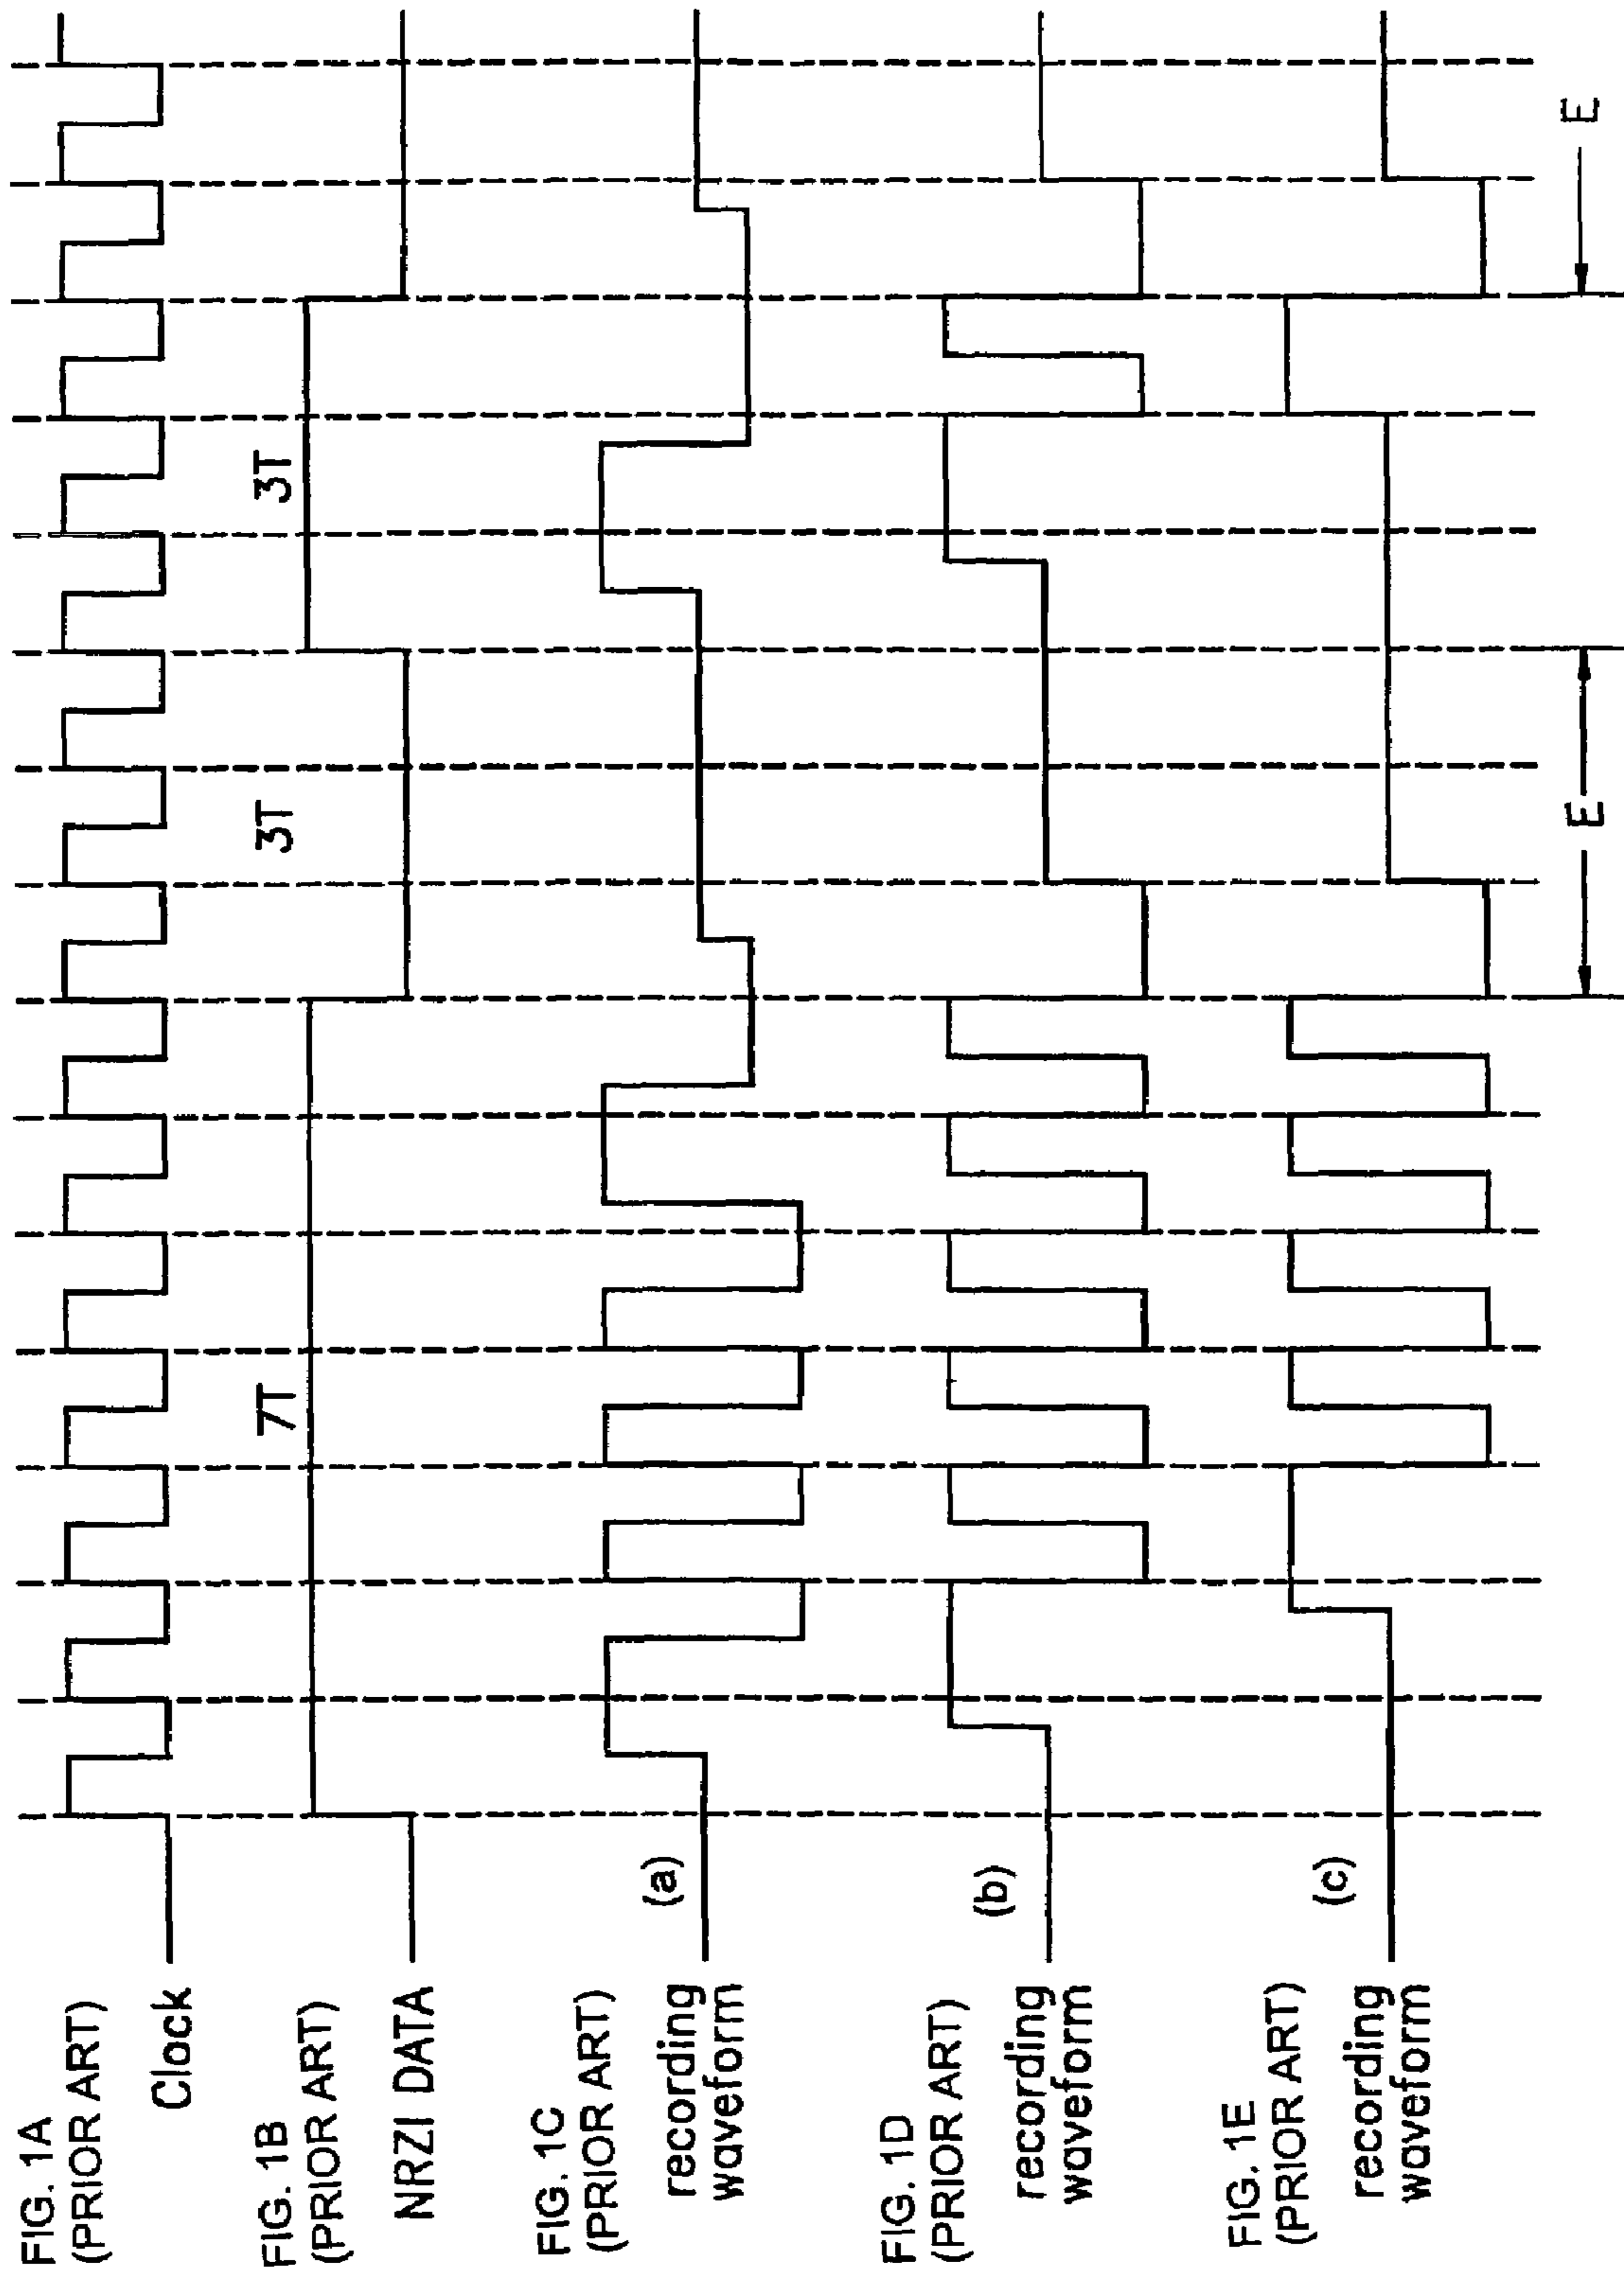 FIG. 1A
(PRIOR ART)
Clock
FIG. 1B
(PRIOR ART)
NRZI DATA
7T
3T
3T
FIG. 1C
(PRIOR ART)
recording
waveform
(a)
FIG. 1D
(PRIOR ART)
recording
waveform
(b)
FIG. 1E
(PRIOR ART)
recording
waveform
(c)
E
E